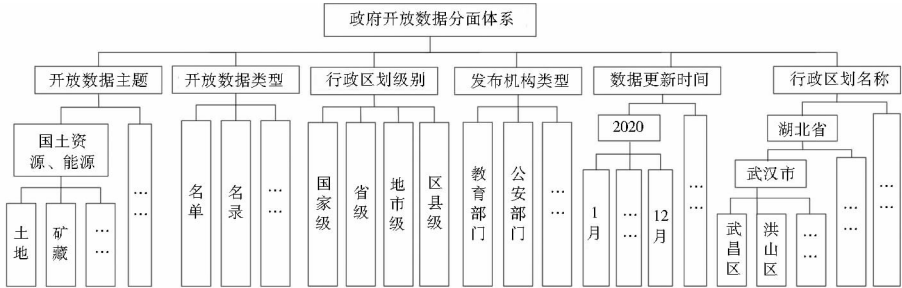 政府开放数据分面体系
开放数据主题
开放数据类型
行政区划级别
发布机构类型
数据更新时间
行政区划名称
国土资
源、能源
……
土地
矿藏
……
名单
名录
……
国家级
省级
地市级
区县级
教育部门
公安部门
……
2020
……
1月
……
12月
湖北省
……
武汉市
……
武昌区
洪山区
……